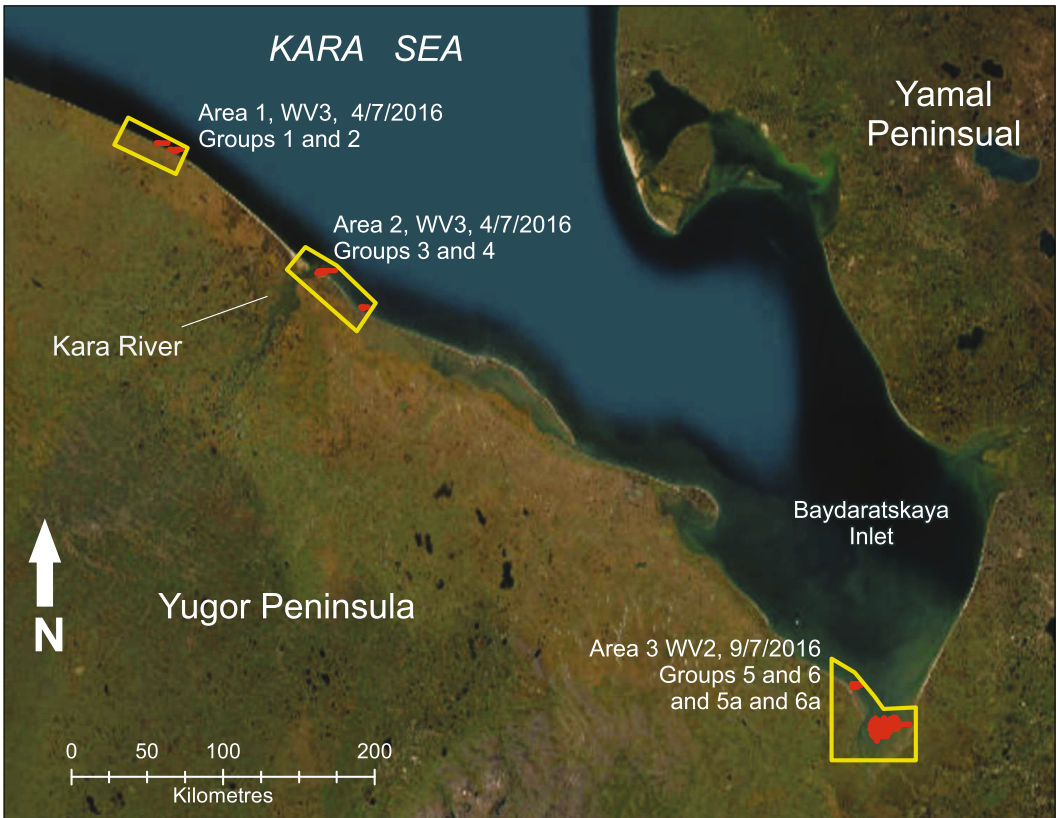 KARA SEA
Area 1, WV3, 4/7/2016
Groups 1 and 2
Yamal
Peninsual
Area 2, WV3, 4/7/2016
Groups 3 and 4
Kara River
Baydaratskaya
Inlet
Yugor Peninsula
N
Area 3 WV2, 9/7/2016
Groups 5 and 6
and 5a and 6a
0 50 100 200
Kilometres